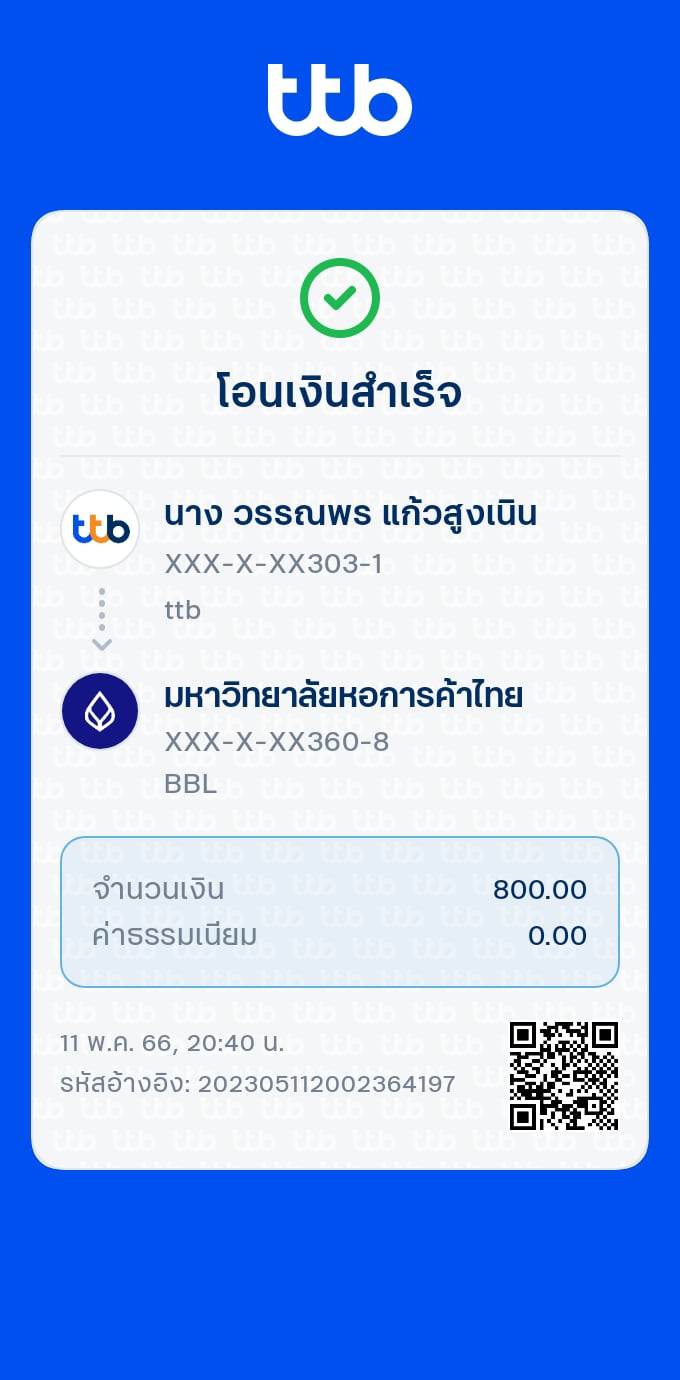 ttb
โอนเงินสำเร็จ
ttb
นาง วรรณพร แก้วสูงเนิน
XXX-X-XX303-1
ttb
มหาวิทยาลัยหอการค้าไทย
XXX-X-XX360-8
BBL
จำนวนเงิน 800.00
ค่าธรรมเนียม 0.00
11 พ.ค. 66, 20:40 น.
รหัสอ้างอิง: 202305112002364197